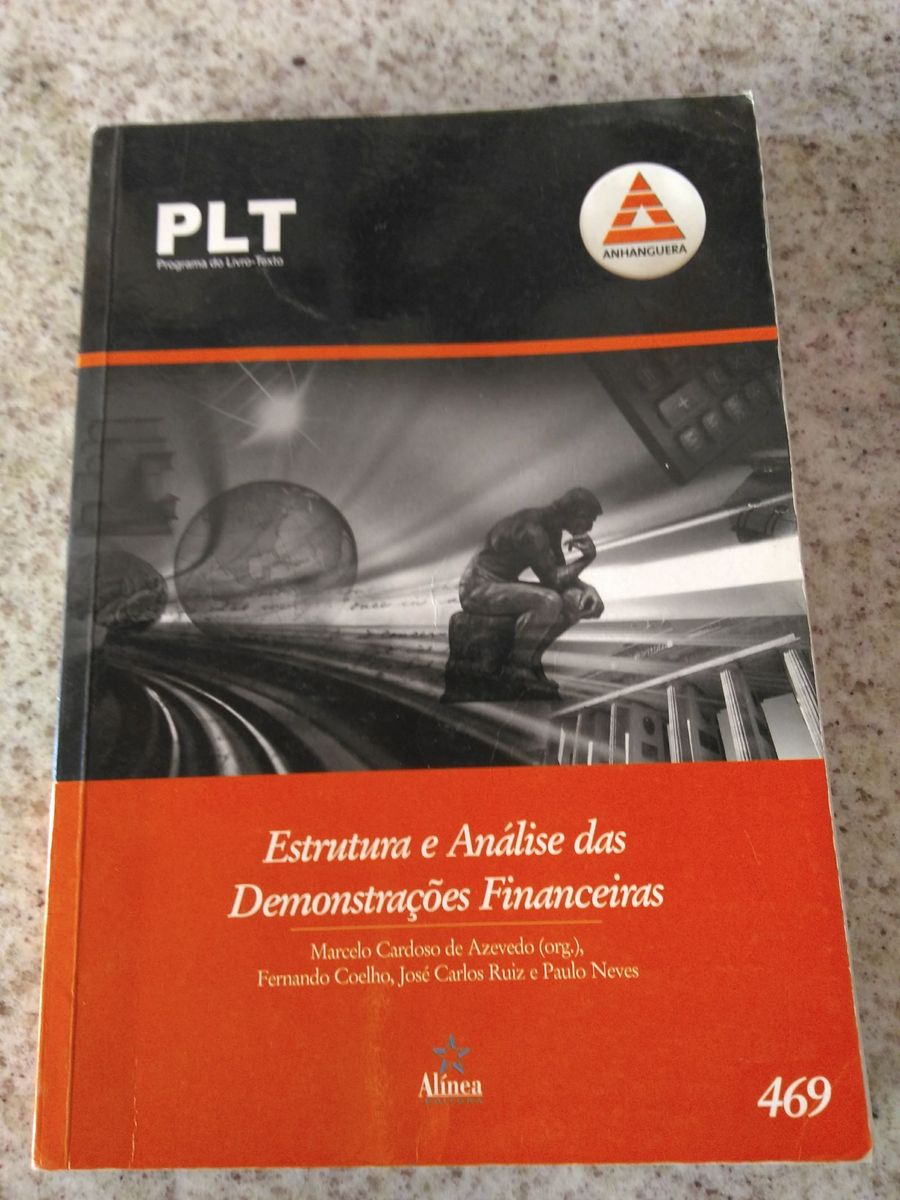 PLT
Programa do Livro-Texto
ANHANGUERA
Estrutura e Análise das
Demonstrações Financeiras
Marcelo Cardoso de Azevedo (org.),
Fernando Coelho, José Carlos Ruiz e Paulo Neves
Alínea
EDITORA
469